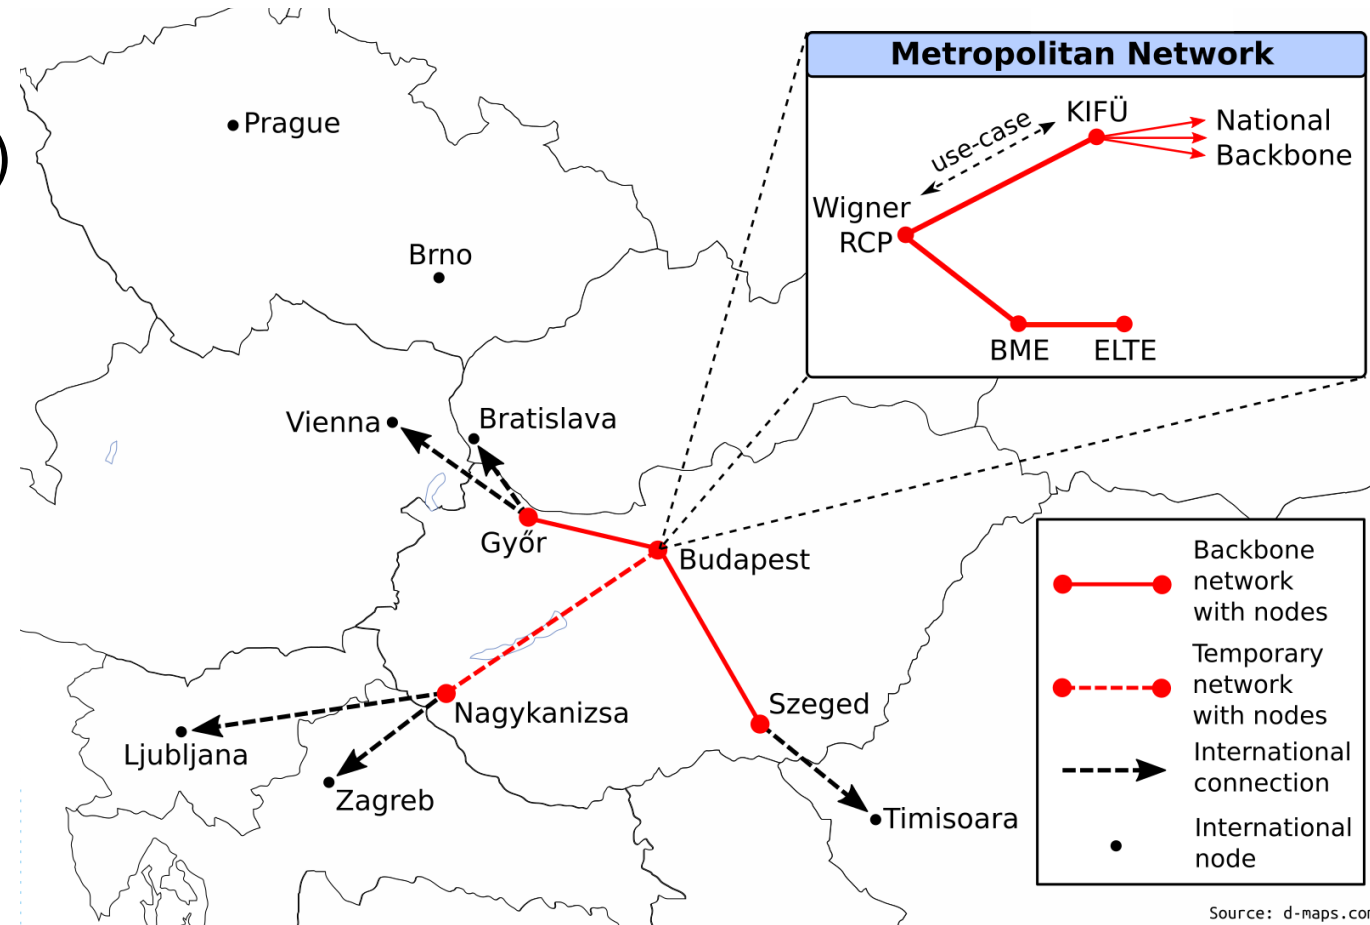 Metropolitan Network
KIFÜ
National
Backbone
use-case
Wigner
RCP
BME
ELTE
Prague
Brno
Vienna
Bratislava
Győr
Budapest
Nagykanizsa
Szeged
Ljubljana
Zagreb
Timisoara
Backbone
network
with nodes
Temporary
network
with nodes
International
connection
International
node
Source: d-maps.com